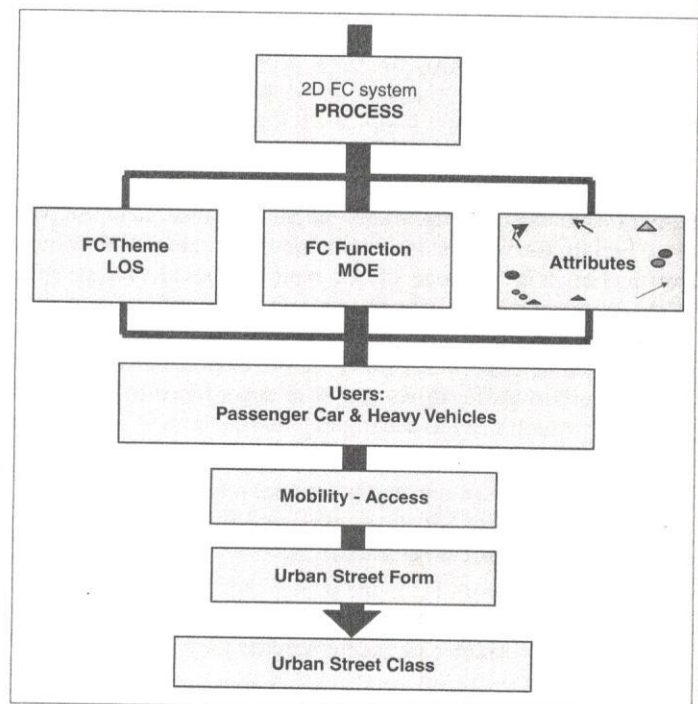 2D FC system
PROCESS
FC Theme
LOS
FC Function
MOE
Attributes
Users:
Passenger Car & Heavy Vehicles
Mobility - Access
Urban Street Form
Urban Street Class